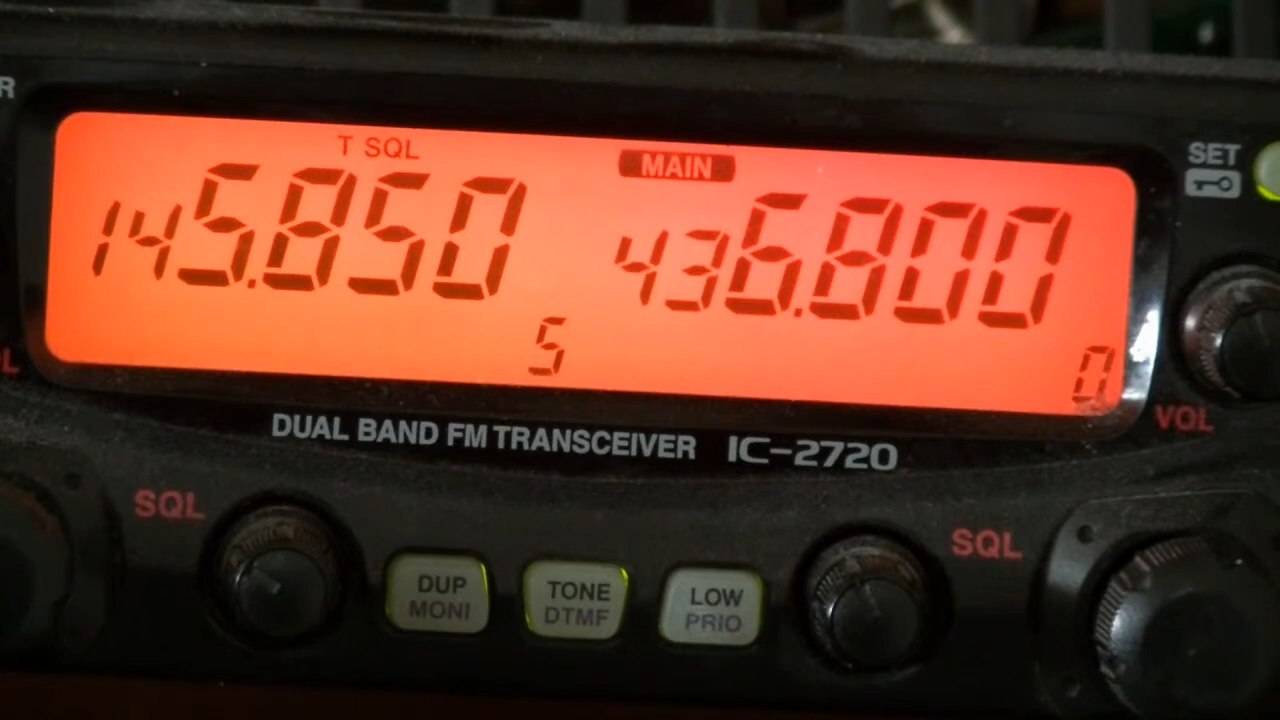 R
T SQL
MAIN
SET
145.850
436.800
5
0
VOL
DUAL BAND FM TRANSCEIVER IC-2720
SQL
SQL
DUP
MONI
TONE
DTMF
LOW
PRIO